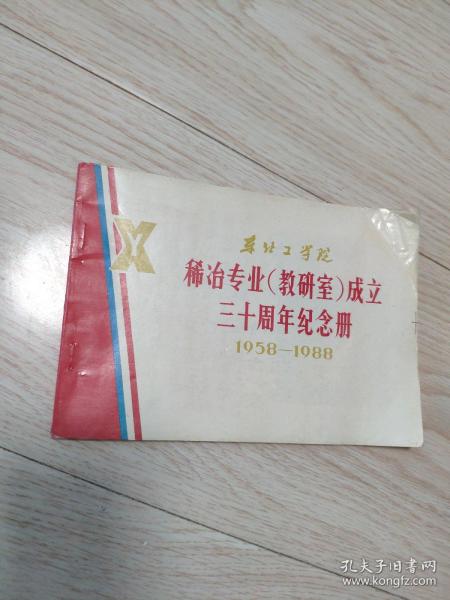 东北工学院
稀冶专业(教研室)成立
三十周年纪念册
1958—1988
孔夫子旧书网
www.kongfz.com